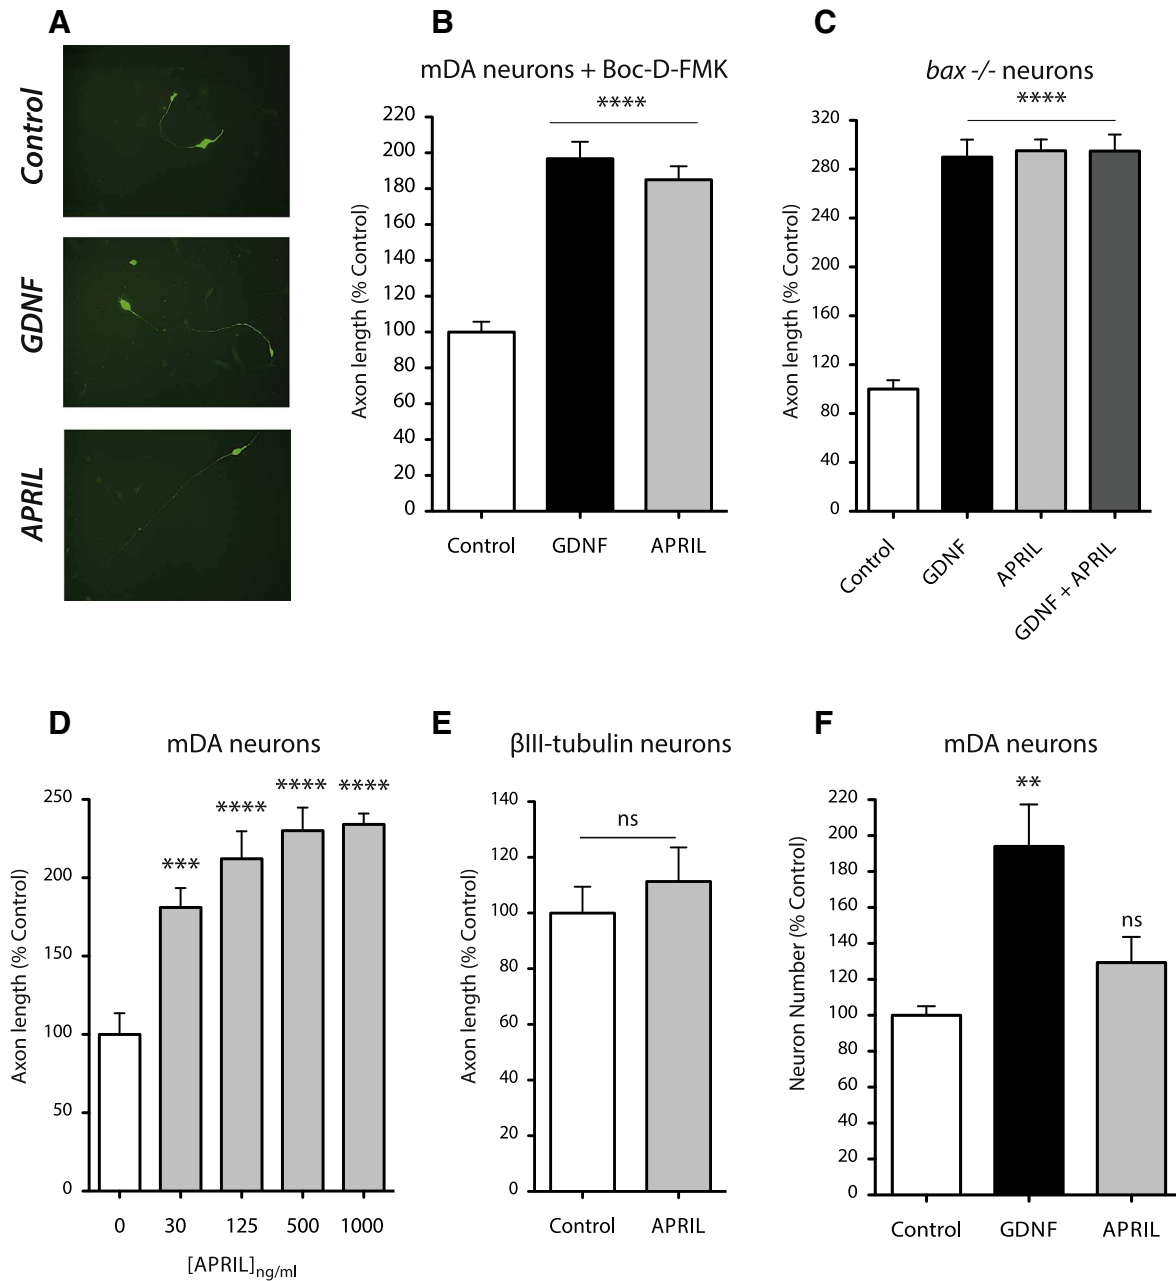 A
Control
GDNF
APRIL
B
mDA neurons + Boc-D-FMK
****
Axon length (% Control)
220
200
180
160
140
120
100
80
60
40
20
0
Control GDNF APRIL
C
bax -/- neurons
****
Axon length (% Control)
320
280
240
200
160
120
80
40
0
Control GDNF APRIL GDNF + APRIL
D
mDA neurons
*** **** **** ****
Axon length (% Control)
250
200
150
100
50
0
0 30 125 500 1000
[APRIL]ng/ml
E
βIII-tubulin neurons
ns
Axon length (% Control)
140
120
100
80
60
40
20
0
Control APRIL
F
mDA neurons
**
ns
Neuron Number (% Control)
220
200
180
160
140
120
100
80
60
40
20
0
Control GDNF APRIL